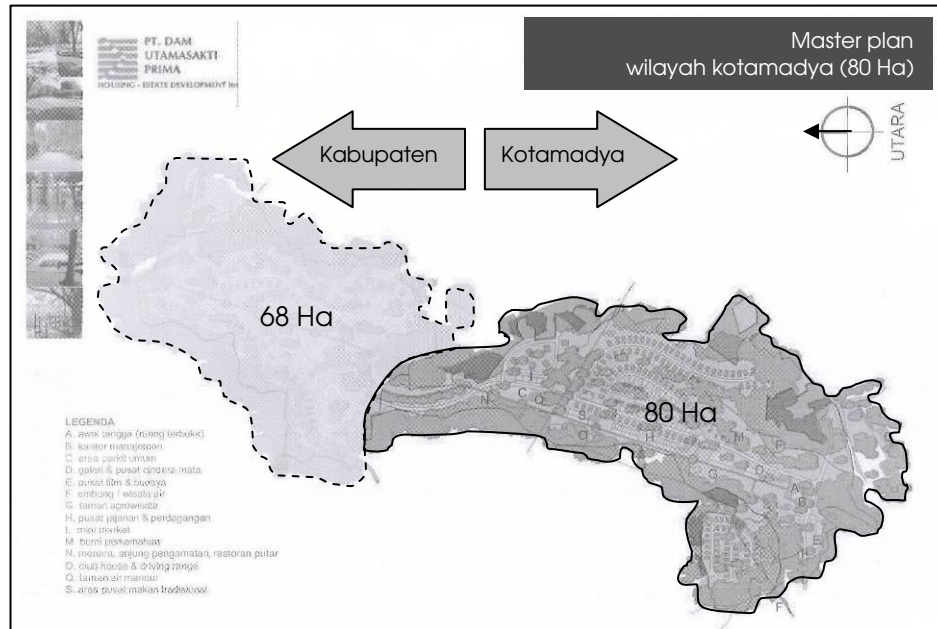 PT. DAM
UTAMASAKTI
PRIMA
HOUSING - ESTATE DEVELOPMENT
Master plan
wilayah kotamadya (80 Ha)
UTARA
Kabupaten
Kotamadya
68 Ha
80 Ha
N
C
Q
S
O
H
M
G
D
A
B
B
H
F
LEGENDA
A. awal tangga (ruang terbuka)
B. kantor manajemen
C. area parkir umum
D. galeri & pusat cindera mata
E. pusat film & budaya
F. embung / wisata air
G. taman agrowisata
H. pusat jajanan & perdagangan
I. mini market
M. bumi perkemahan
N. menara, anjung pengamatan, restoran putar
O. club house & driving range
Q. taman air mancur
S. area pusat makan tradisional